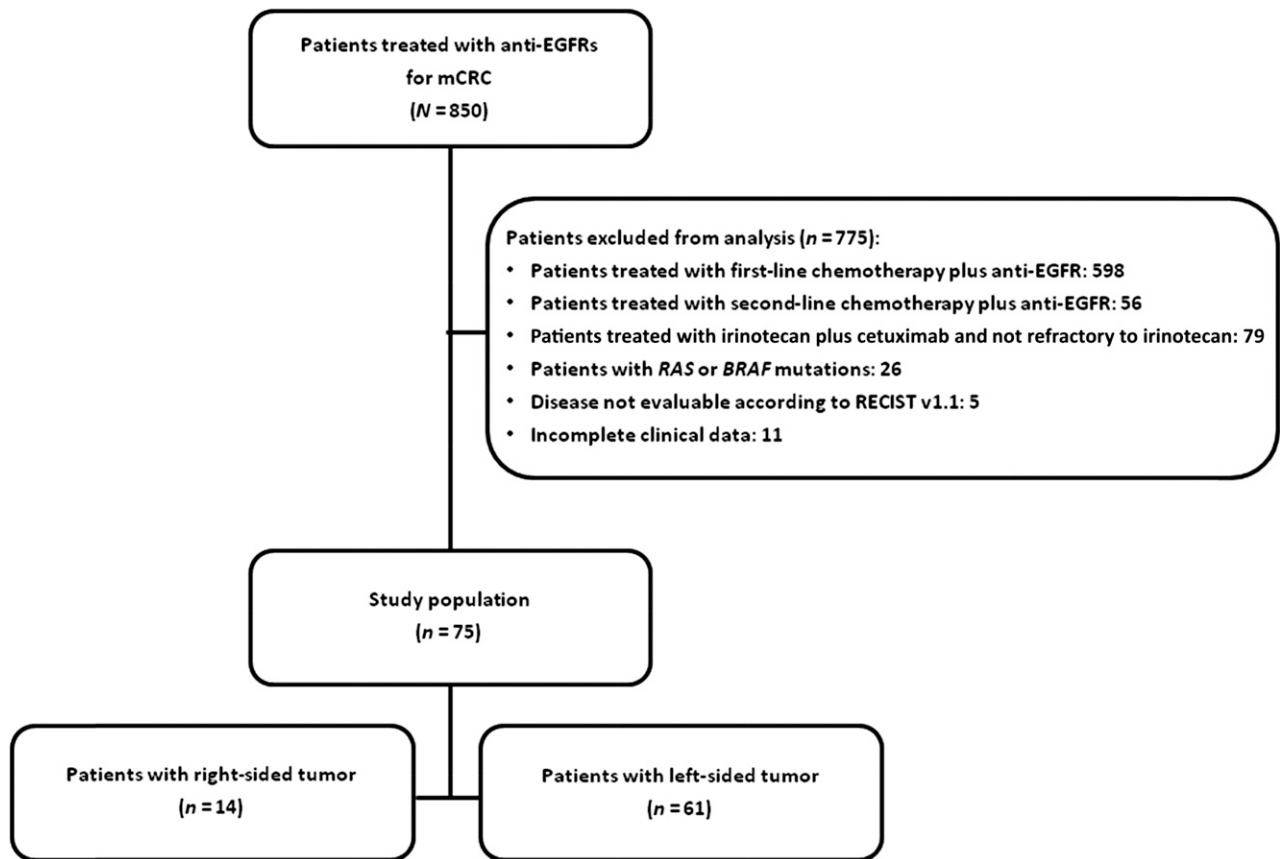 Patients treated with anti-EGFRs
for mCRC
(N = 850)
Patients excluded from analysis (n = 775):
• Patients treated with first-line chemotherapy plus anti-EGFR: 598
• Patients treated with second-line chemotherapy plus anti-EGFR: 56
• Patients treated with irinotecan plus cetuximab and not refractory to irinotecan: 79
• Patients with RAS or BRAF mutations: 26
• Disease not evaluable according to RECIST v1.1: 5
• Incomplete clinical data: 11
Study population
(n = 75)
Patients with right-sided tumor
(n = 14)
Patients with left-sided tumor
(n = 61)